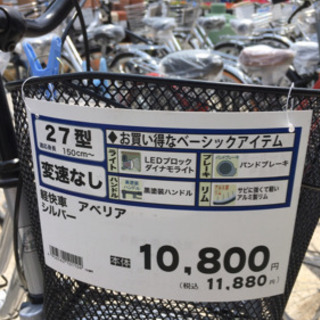 27型
適応身長 150cm～
変速なし
◆お買い得なベーシックアイテム
ライト
LEDブロック
ダイナモライト
ブレーキ
バンドブレーキ
ハンドル
黒塗装ハンドル
リム
サビに強くて軽い
アルミ製リム
軽快車 アベリア
シルバー
本体 10,800円
(税込 11,880円)